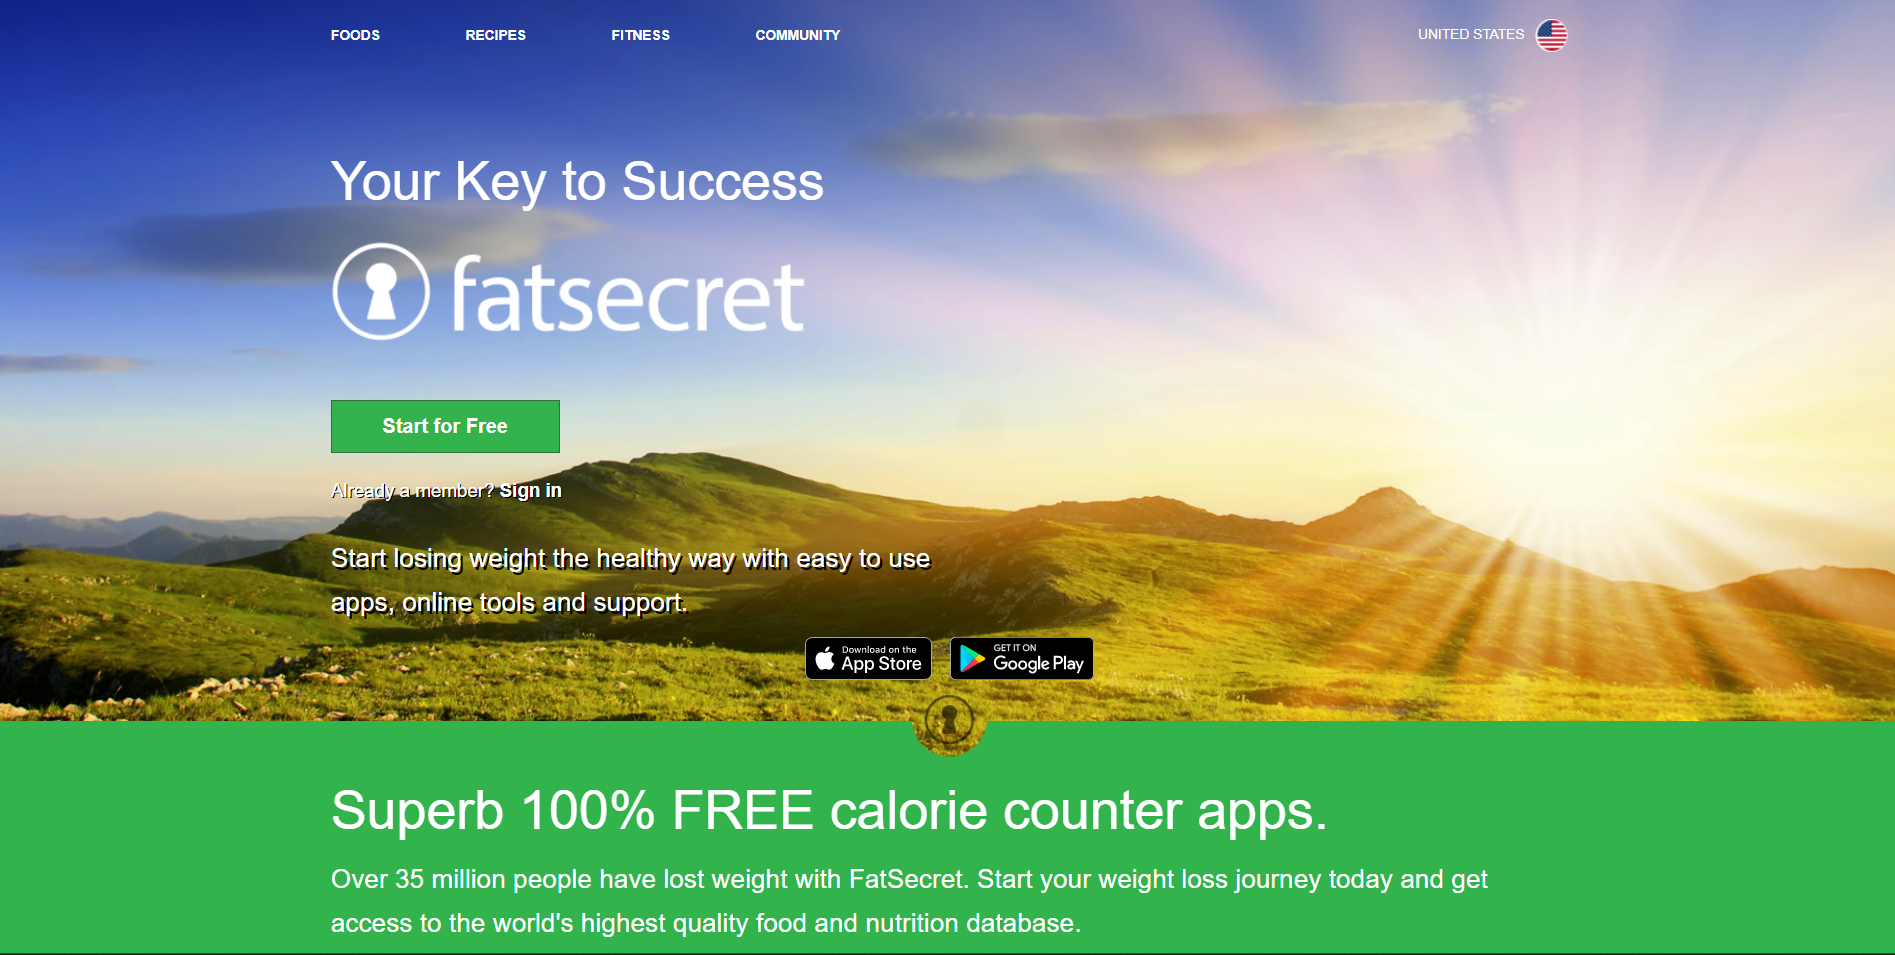 FOODS RECIPES FITNESS COMMUNITY UNITED STATES
Your Key to Success
fatsecret
Start for Free
Already a member? Sign in
Start losing weight the healthy way with easy to use
apps, online tools and support.
Download on the
App Store
GET IT ON
Google Play
Superb 100% FREE calorie counter apps.
Over 35 million people have lost weight with FatSecret. Start your weight loss journey today and get
access to the world's highest quality food and nutrition database.